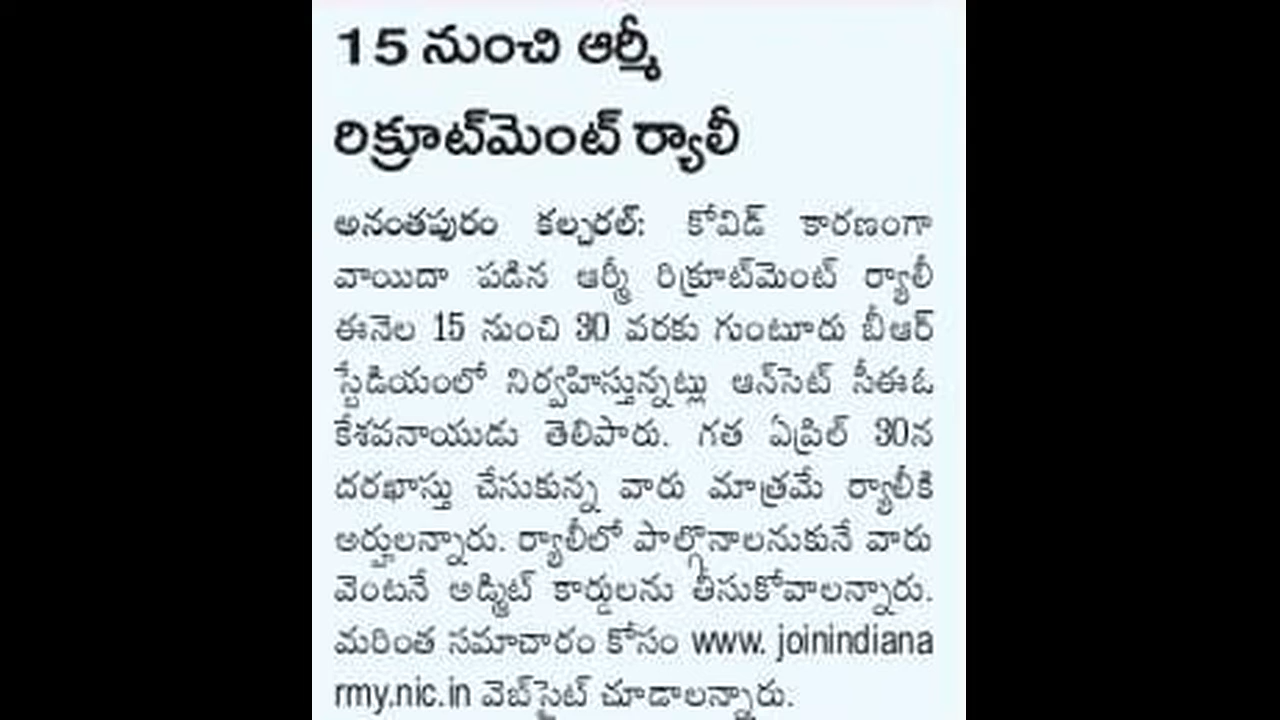 15 నుంచి ఆర్మీ
రిక్రూట్‌మెంట్ ర్యాలీ
అనంతపురం కల్చరల్: కోవిడ్ కారణంగా
వాయిదా పడిన ఆర్మీ రిక్రూట్‌మెంట్ ర్యాలీ
ఈనెల 15 నుంచి 30 వరకు గుంటూరు బీఆర్
స్టేడియంలో నిర్వహిస్తున్నట్లు ఆన్‌సెట్ సీఈఓ
కేశవనాయుడు తెలిపారు. గత ఏప్రిల్ 30న
దరఖాస్తు చేసుకున్న వారు మాత్రమే ర్యాలీకి
అర్హులన్నారు. ర్యాలీలో పాల్గొనాలనుకునే వారు
వెంటనే అడ్మిట్ కార్డులను తీసుకోవాలన్నారు.
మరింత సమాచారం కోసం www. joinindiana
rmy.nic.in వెబ్‌సైట్ చూడాలన్నారు.